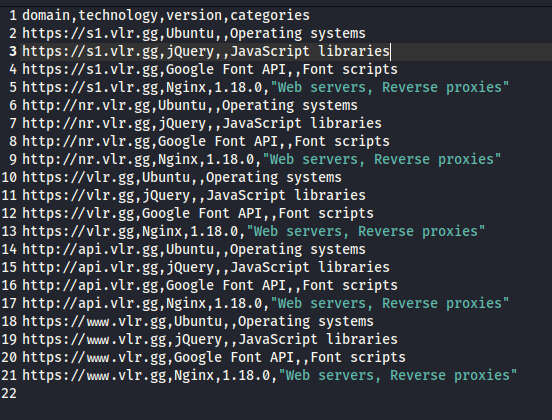 1 domain,technology,version,categories
2 https://s1.vlr.gg,Ubuntu,,Operating systems
3 https://s1.vlr.gg,jQuery,,JavaScript libraries
4 https://s1.vlr.gg,Google Font API,,Font scripts
5 https://s1.vlr.gg,Nginx,1.18.0,"Web servers, Reverse proxies"
6 http://nr.vlr.gg,Ubuntu,,Operating systems
7 http://nr.vlr.gg,jQuery,,JavaScript libraries
8 http://nr.vlr.gg,Google Font API,,Font scripts
9 http://nr.vlr.gg,Nginx,1.18.0,"Web servers, Reverse proxies"
10 https://vlr.gg,Ubuntu,,Operating systems
11 https://vlr.gg,jQuery,,JavaScript libraries
12 https://vlr.gg,Google Font API,,Font scripts
13 https://vlr.gg,Nginx,1.18.0,"Web servers, Reverse proxies"
14 http://api.vlr.gg,Ubuntu,,Operating systems
15 http://api.vlr.gg,jQuery,,JavaScript libraries
16 http://api.vlr.gg,Google Font API,,Font scripts
17 http://api.vlr.gg,Nginx,1.18.0,"Web servers, Reverse proxies"
18 https://www.vlr.gg,Ubuntu,,Operating systems
19 https://www.vlr.gg,jQuery,,JavaScript libraries
20 https://www.vlr.gg,Google Font API,,Font scripts
21 https://www.vlr.gg,Nginx,1.18.0,"Web servers, Reverse proxies"
22